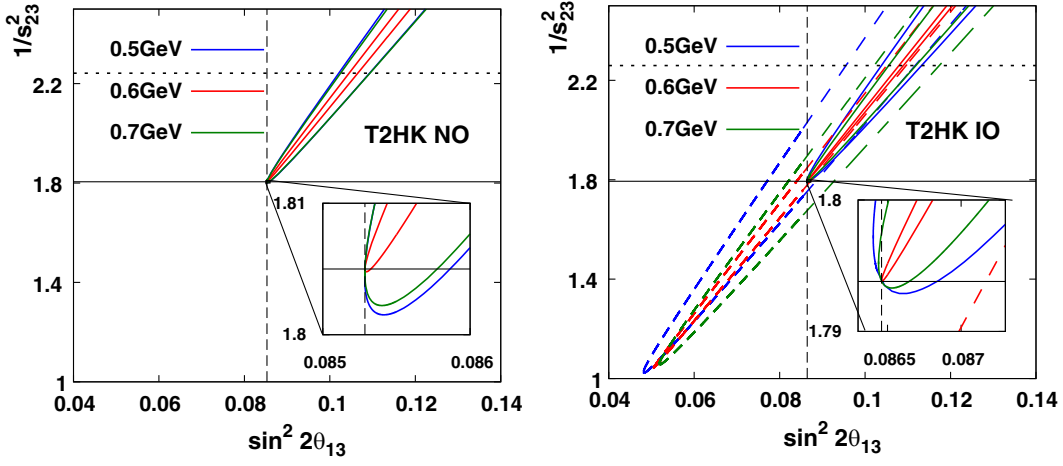 1/s²₂₃
2.2
1.8
1.4
1
0.5GeV
0.6GeV
0.7GeV
T2HK NO
1.81
1.8
0.085
0.086
0.04
0.06
0.08
0.1
0.12
0.14
sin² 2θ₁₃
1/s²₂₃
2.2
1.8
1.4
1
0.5GeV
0.6GeV
0.7GeV
T2HK IO
1.8
1.79
0.0865
0.087
0.04
0.06
0.08
0.1
0.12
0.14
sin² 2θ₁₃